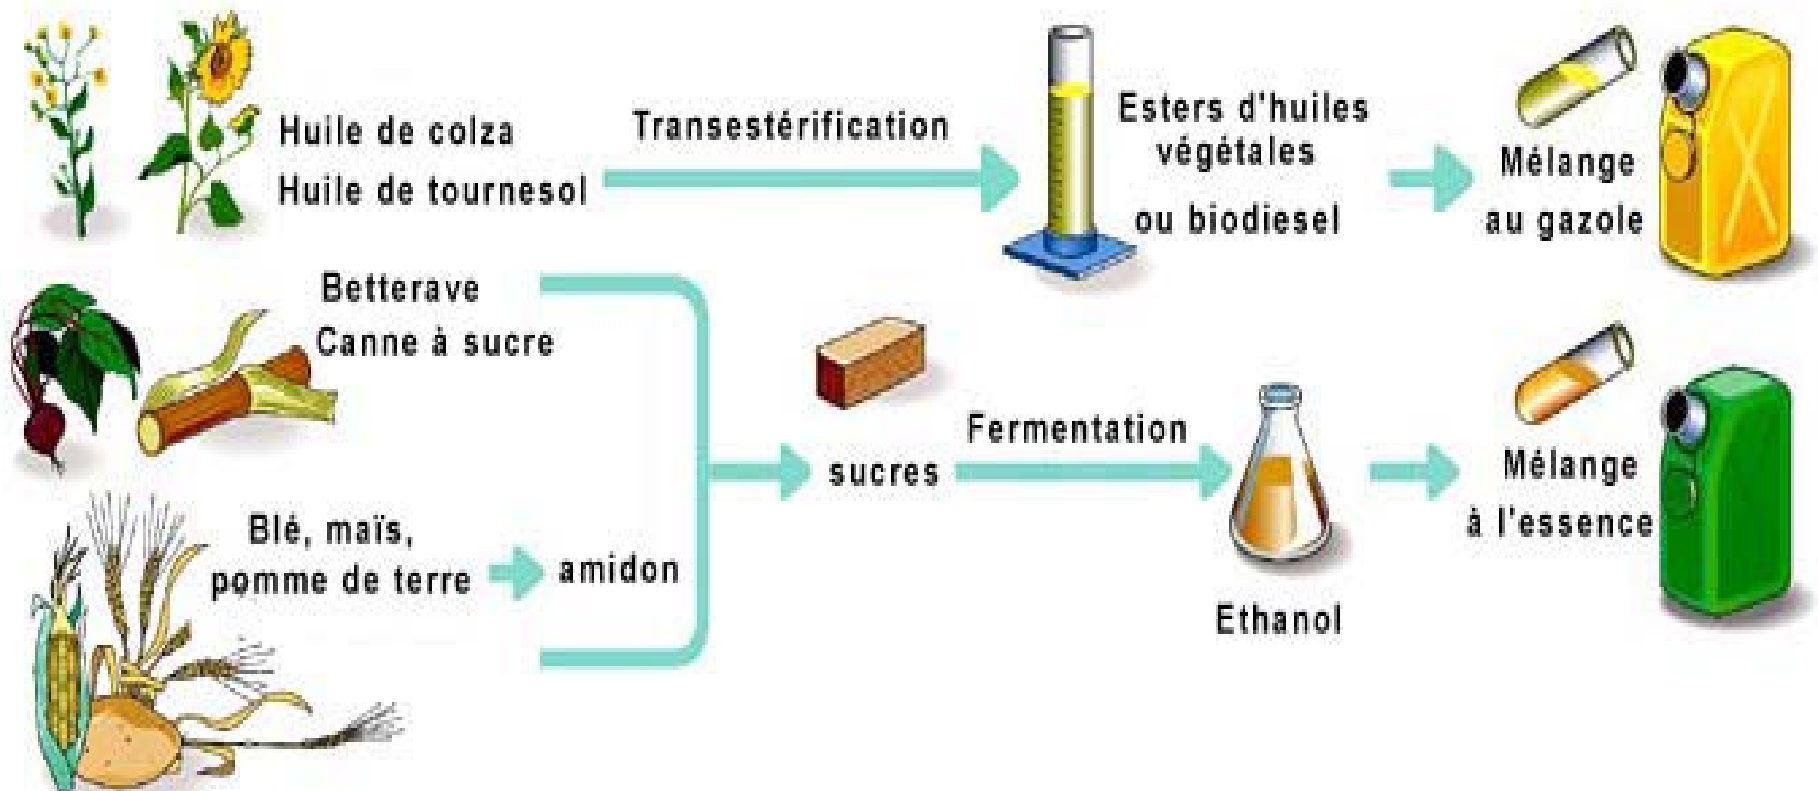 Huile de colza
Huile de tournesol
Transestérification
Esters d'huiles
végétales
ou biodiesel
Mélange
au gazole
Betterave
Canne à sucre
Blé, maïs,
pomme de terre
amidon
sucres
Fermentation
Ethanol
Mélange
à l'essence